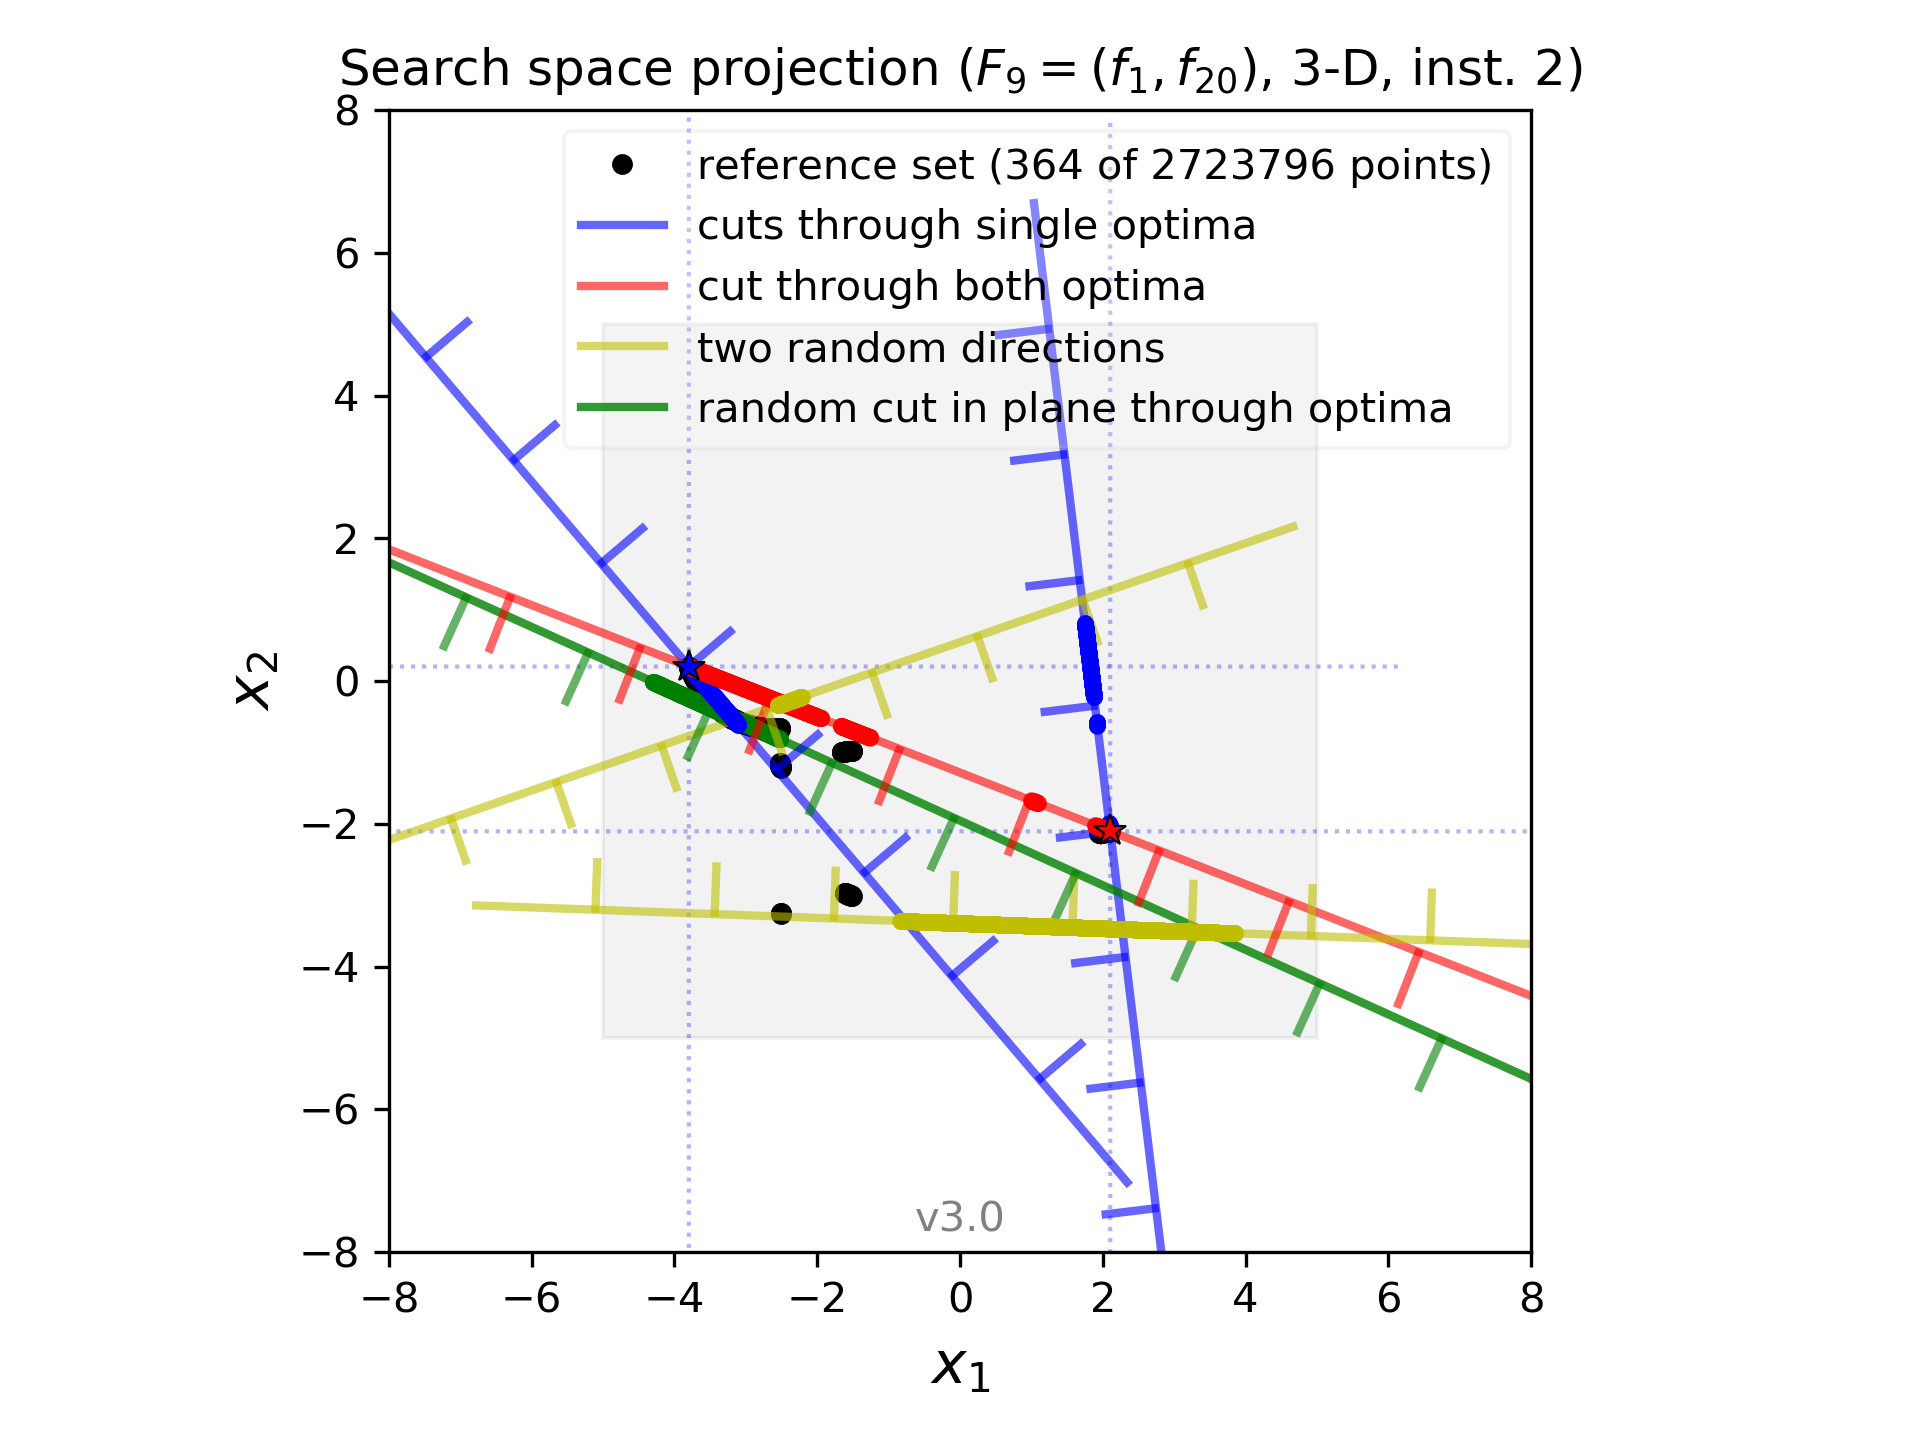 Search space projection (F9 = (f1, f20), 3-D, inst. 2)
reference set (364 of 2723796 points)
cuts through single optima
cut through both optima
two random directions
random cut in plane through optima
8
6
4
2
0
−2
−4
−6
−8
x2
v3.0
−8 −6 −4 −2 0 2 4 6 8
x1